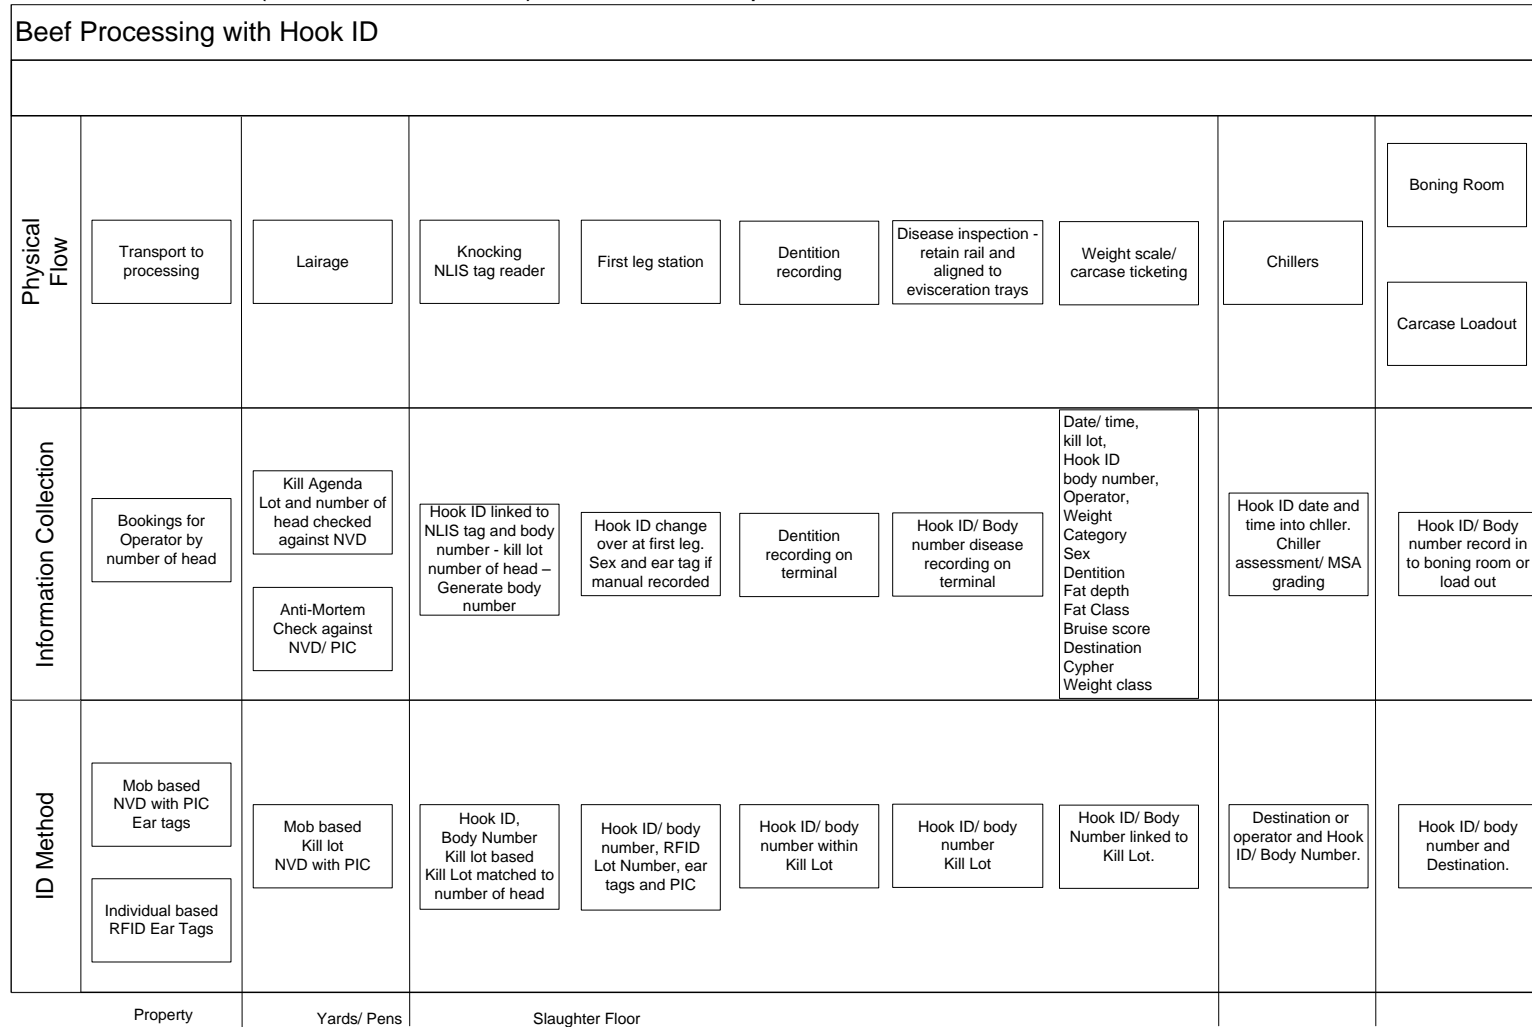 Beef Processing with Hook ID
Physical
Flow
Transport to
processing
Lairage
Knocking
NLIS tag reader
First leg station
Dentition
recording
Disease inspection -
retain rail and
aligned to
evisceration trays
Weight scale/
carcase ticketing
Chillers
Boning Room
Carcase Loadout
Information Collection
Bookings for
Operator by
number of head
Kill Agenda
Lot and number of
head checked
against NVD
Anti-Mortem
Check against
NVD/ PIC
Hook ID linked to
NLIS tag and body
number - kill lot
number of head –
Generate body
number
Hook ID change
over at first leg.
Sex and ear tag if
manual recorded
Dentition
recording on
terminal
Hook ID/ Body
number disease
recording on
terminal
Date/ time,
kill lot,
Hook ID
body number,
Operator,
Weight
Category
Sex
Dentition
Fat depth
Fat Class
Bruise score
Destination
Cypher
Weight class
Hook ID date and
time into chller.
Chiller
assessment/ MSA
grading
Hook ID/ Body
number record in
to boning room or
load out
ID Method
Mob based
NVD with PIC
Ear tags
Individual based
RFID Ear Tags
Mob based
Kill lot
NVD with PIC
Hook ID,
Body Number
Kill lot based
Kill Lot matched to
number of head
Hook ID/ body
number, RFID
Lot Number, ear
tags and PIC
Hook ID/ body
number within
Kill Lot
Hook ID/ body
number
Kill Lot
Hook ID/ Body
Number linked to
Kill Lot.
Destination or
operator and Hook
ID/ Body Number.
Hook ID/ body
number and
Destination.
Property
Yards/ Pens
Slaughter Floor